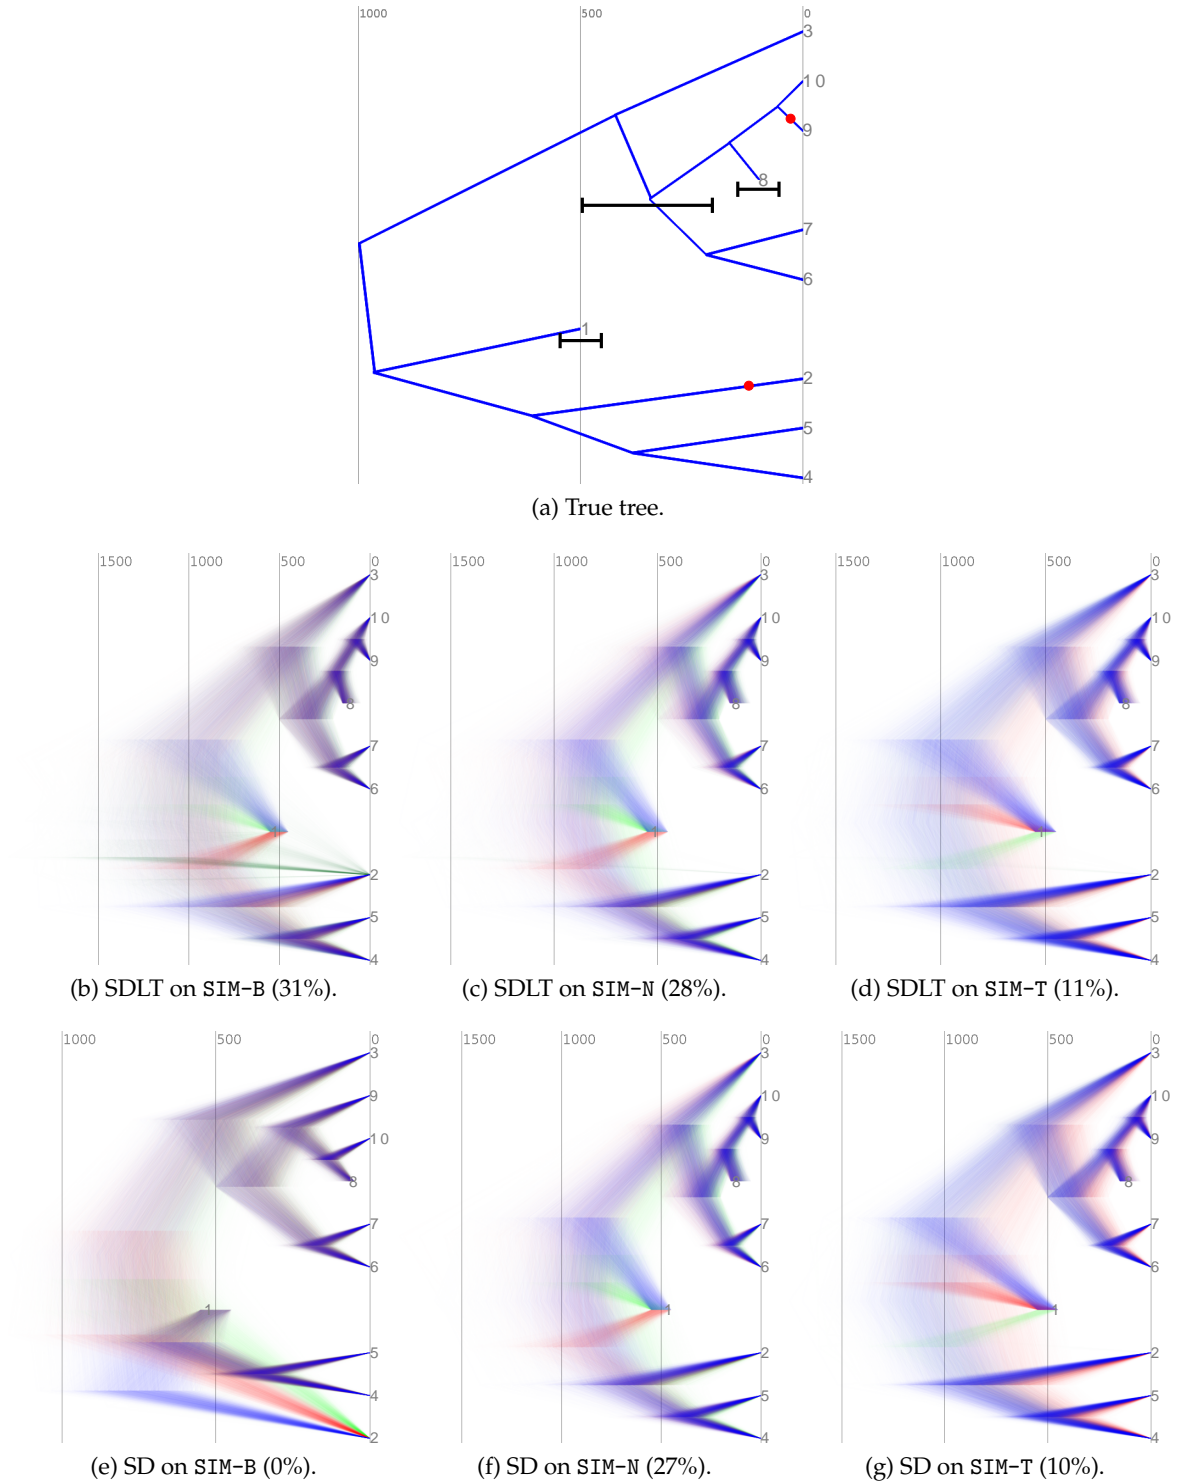 1000 500 0
3
10
9
8
7
6
1
2
5
4
(a) True tree.
1500 1000 500 0 1500 1000 500 0 1500 1000 500 0
3 3 3
10 10 10
9 9 9
8 8 8
7 7 7
6 6 6
1 1 1
2 2 2
5 5 5
4 4 4
(b) SDLT on SIM-B (31%). (c) SDLT on SIM-N (28%). (d) SDLT on SIM-T (11%).
1000 500 0 1500 1000 500 0 1500 1000 500 0
3 3 3
9 10 10
10 9 9
8 8 8
7 7 7
6 6 6
1 1 1
5 2 2
4 5 5
2 4 4
(e) SD on SIM-B (0%). (f) SD on SIM-N (27%). (g) SD on SIM-T (10%).